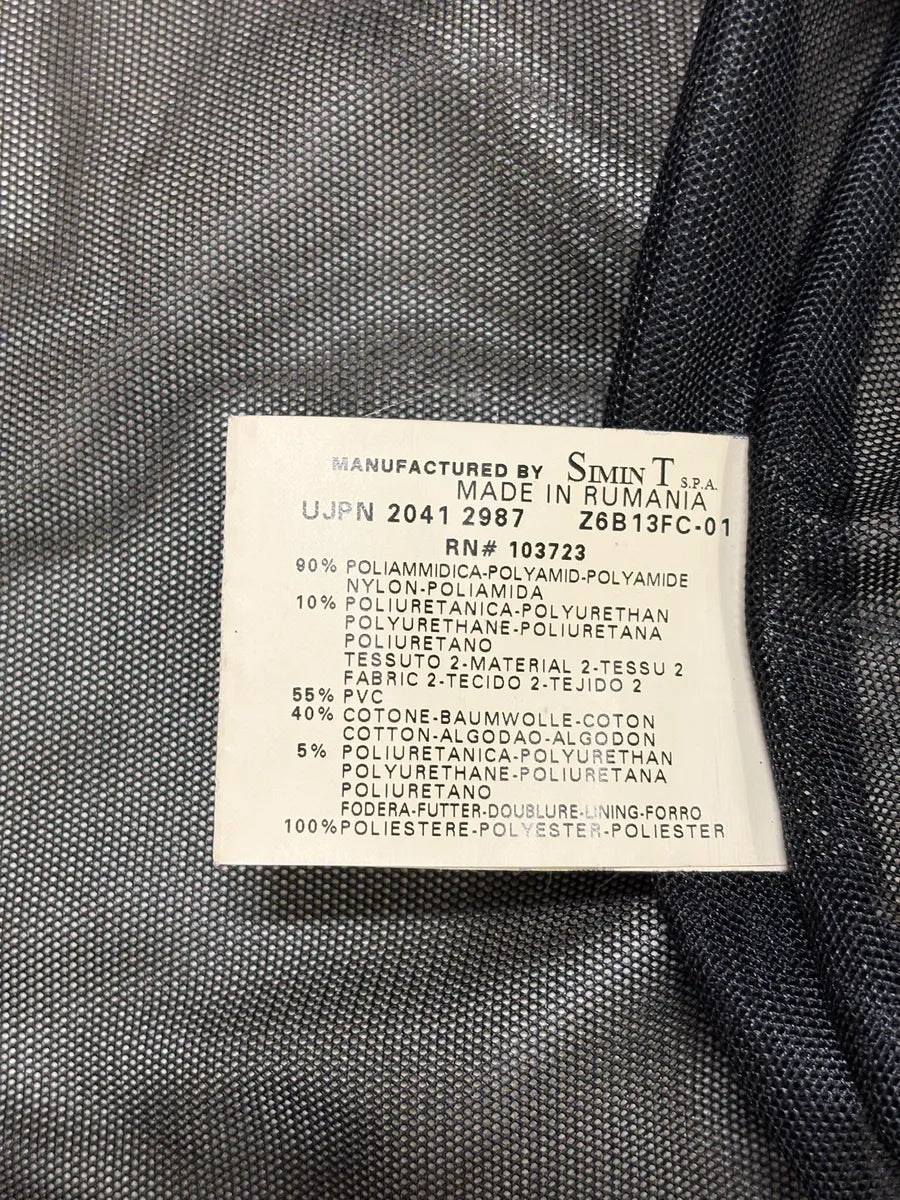 MANUFACTURED BY SIMIN T S.P.A.
MADE IN RUMANIA
UJPN 2041 2987 Z6B13FC-01
RN# 103723
90% POLIAMMIDICA-POLYAMID-POLYAMIDE
NYLON-POLIAMIDA
10% POLIURETANICA-POLYURETHAN
POLYURETHANE-POLIURETANA
POLIURETANO
TESSUTO 2-MATERIAL 2-TESSU 2
FABRIC 2-TECIDO 2-TEJIDO 2
55% PVC
40% COTONE-BAUMWOLLE-COTON
COTTON-ALGODAO-ALGODON
5% POLIURETANICA-POLYURETHAN
POLYURETHANE-POLIURETANA
POLIURETANO
FODERA-FUTTER-DOUBLURE-LINING-FORRO
100% POLIESTERE-POLYESTER-POLIESTER